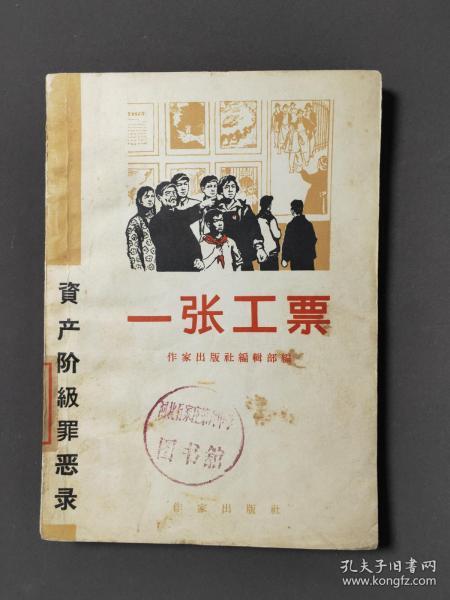 資产阶級罪恶录
一张工票
作家出版社編輯部編
图书館
作家出版社
孔夫子旧书网
www.kongfz.com